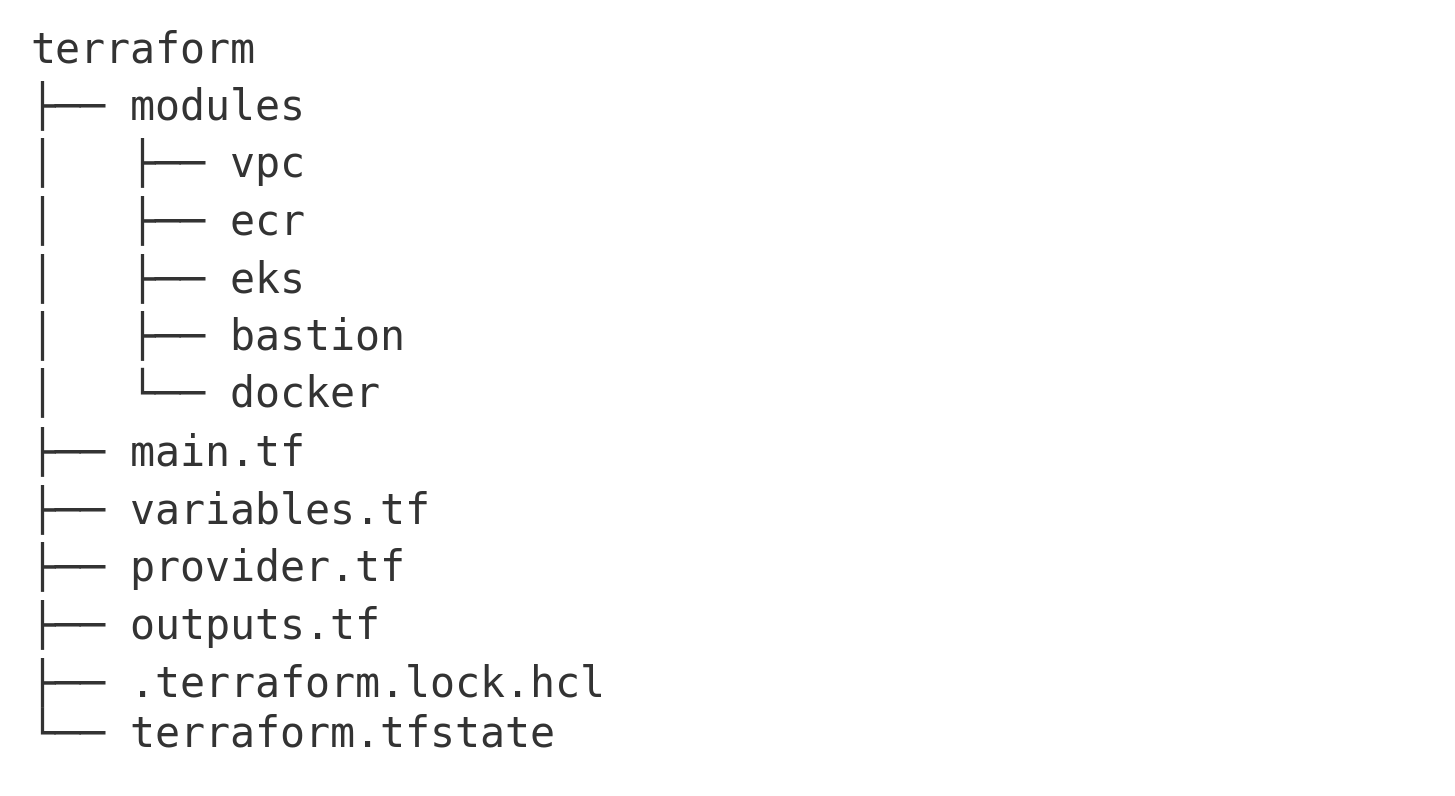 terraform
├── modules
│   ├── vpc
│   ├── ecr
│   ├── eks
│   ├── bastion
│   └── docker
├── main.tf
├── variables.tf
├── provider.tf
├── outputs.tf
├── .terraform.lock.hcl
└── terraform.tfstate